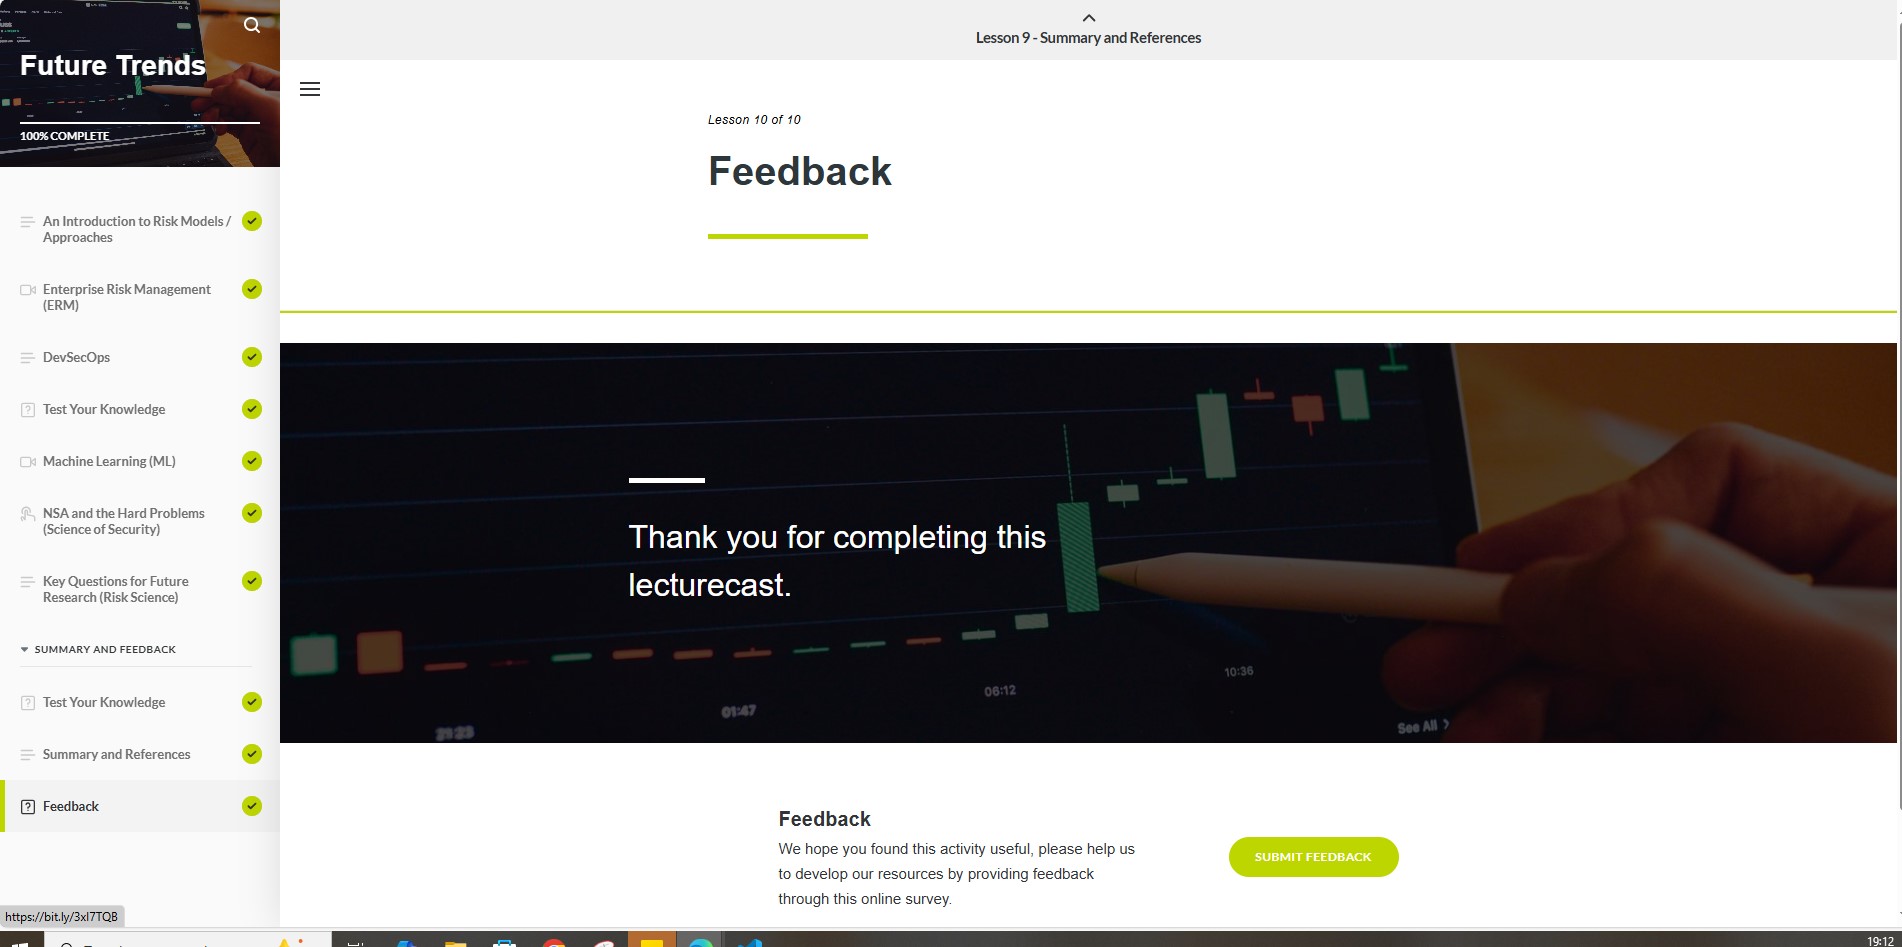 Future Trends
100% COMPLETE
An Introduction to Risk Models /
Approaches
Enterprise Risk Management
(ERM)
DevSecOps
Test Your Knowledge
Machine Learning (ML)
NSA and the Hard Problems
(Science of Security)
Key Questions for Future
Research (Risk Science)
SUMMARY AND FEEDBACK
Test Your Knowledge
Summary and References
Feedback
https://bit.ly/3xI7TQB
Lesson 9 - Summary and References
Lesson 10 of 10
Feedback
Thank you for completing this
lecturecast.
01:47
06:12
10:36
See All
Feedback
We hope you found this activity useful, please help us
to develop our resources by providing feedback
through this online survey.
SUBMIT FEEDBACK
19:12